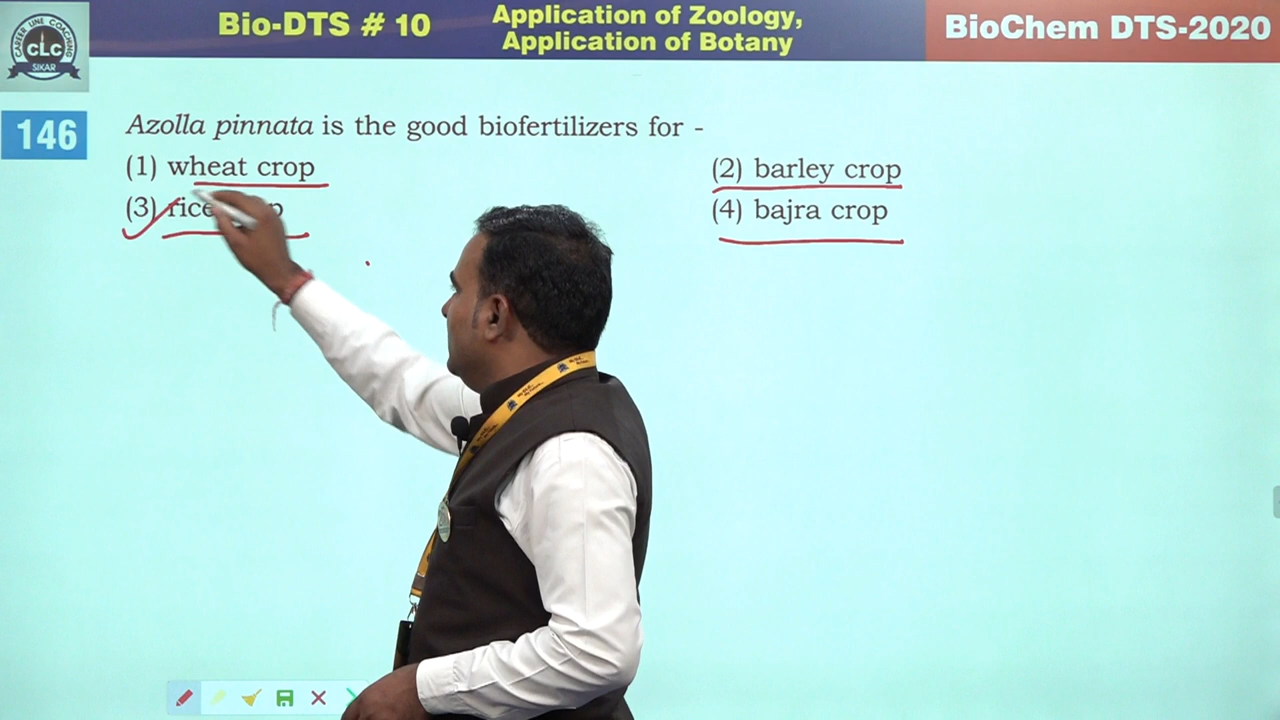 CAREER LINE COACHING
CLC
SIKAR
Bio-DTS # 10
Application of Zoology,
Application of Botany
BioChem DTS-2020
146
Azolla pinnata is the good biofertilizers for -
(1) wheat crop
(2) barley crop
(3) rice
(4) bajra crop